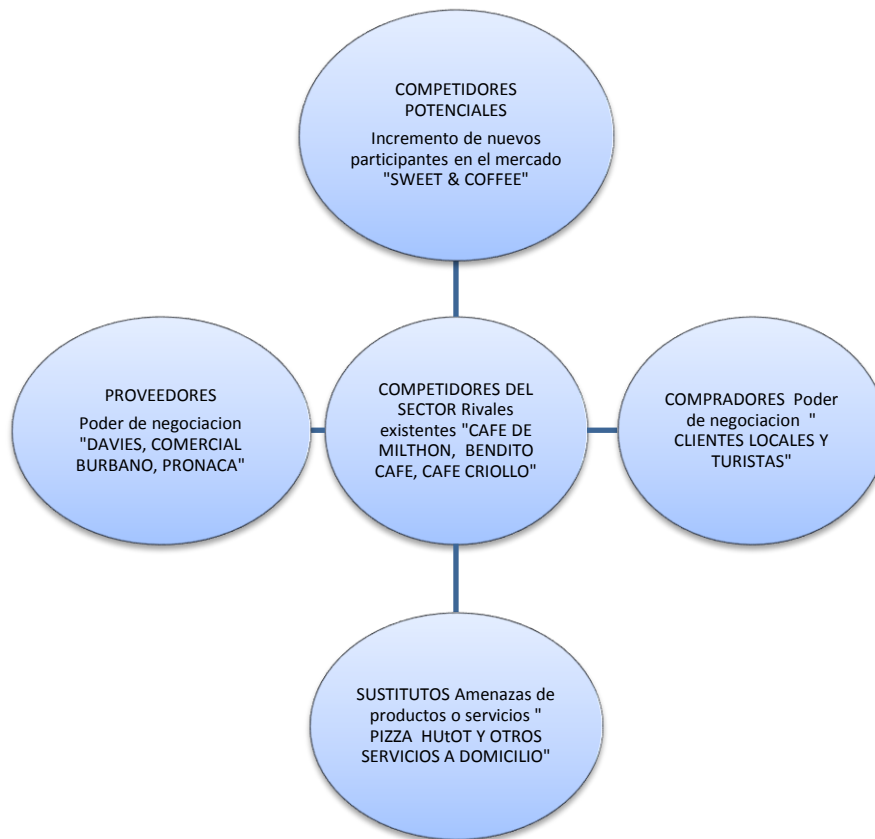 COMPETIDORES
POTENCIALES
Incremento de nuevos
participantes en el mercado
"SWEET & COFFEE"
PROVEEDORES
Poder de negociacion
"DAVIES, COMERCIAL
BURBANO, PRONACA"
COMPETIDORES DEL
SECTOR Rivales
existentes "CAFE DE
MILTHON, BENDITO
CAFE, CAFE CRIOLLO"
COMPRADORES Poder
de negociacion "
CLIENTES LOCALES Y
TURISTAS"
SUSTITUTOS Amenazas de
productos o servicios "
PIZZA HUtOT Y OTROS
SERVICIOS A DOMICILIO"